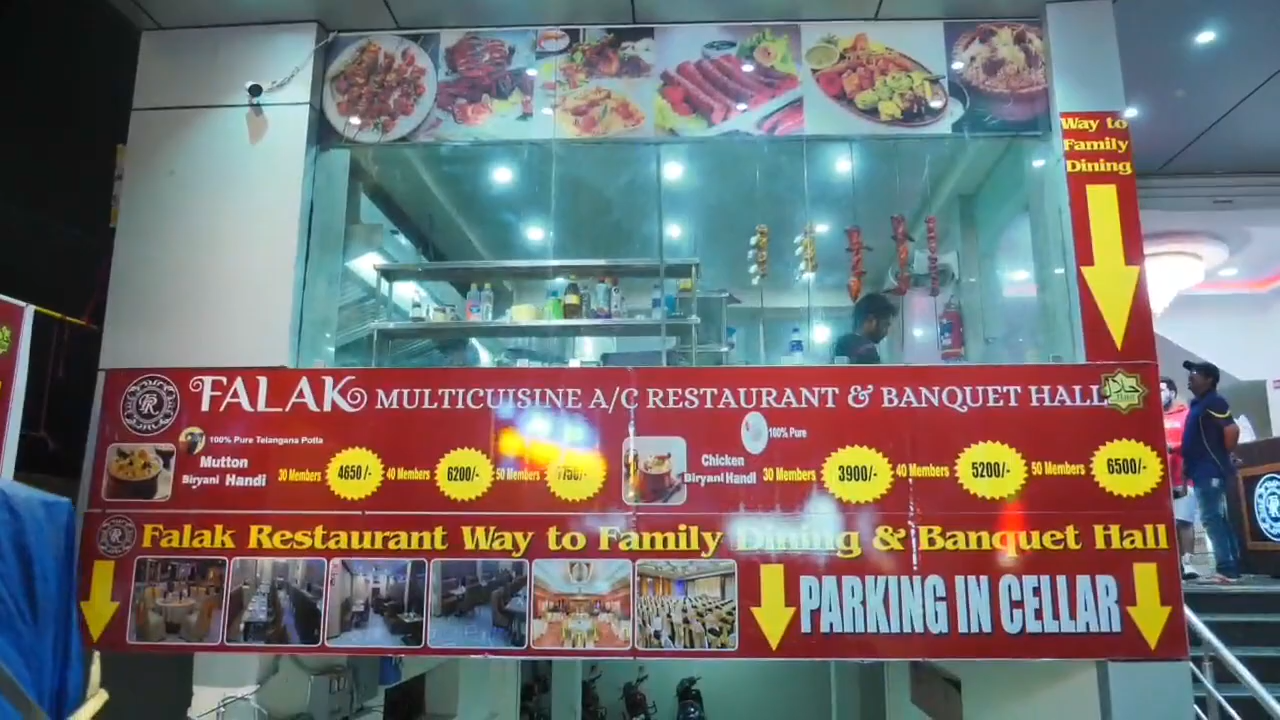 Way to
Family
Dining
FALAK MULTICUISINE A/C RESTAURANT & BANQUET HALL
حلال
100% Pure Telangana Potla
Mutton
Biryani Handi
30 Members 4650/- 40 Members 6200/- 50 Members 7750/-
100% Pure
Chicken
Biryani Handi
30 Members 3900/- 40 Members 5200/- 50 Members 6500/-
Falak Restaurant Way to Family Dining & Banquet Hall
PARKING IN CELLAR